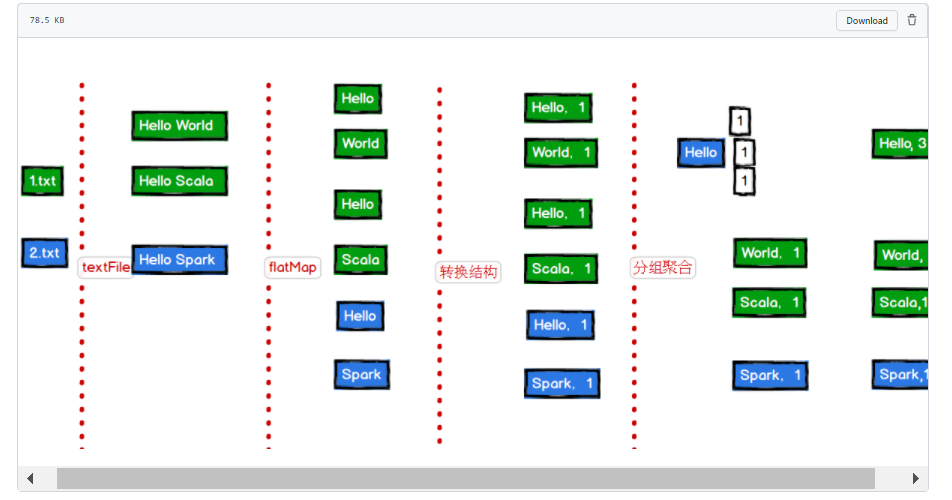 78.5 KB
Download
1.txt
2.txt
textFile
Hello World
Hello Scala
Hello Spark
flatMap
Hello
World
Hello
Scala
Hello
Spark
转换结构
Hello, 1
World, 1
Hello, 1
Scala, 1
Hello, 1
Spark, 1
分组聚合
Hello
1
1
1
World, 1
Scala, 1
Spark, 1
Hello, 3
World,
Scala,1
Spark,1